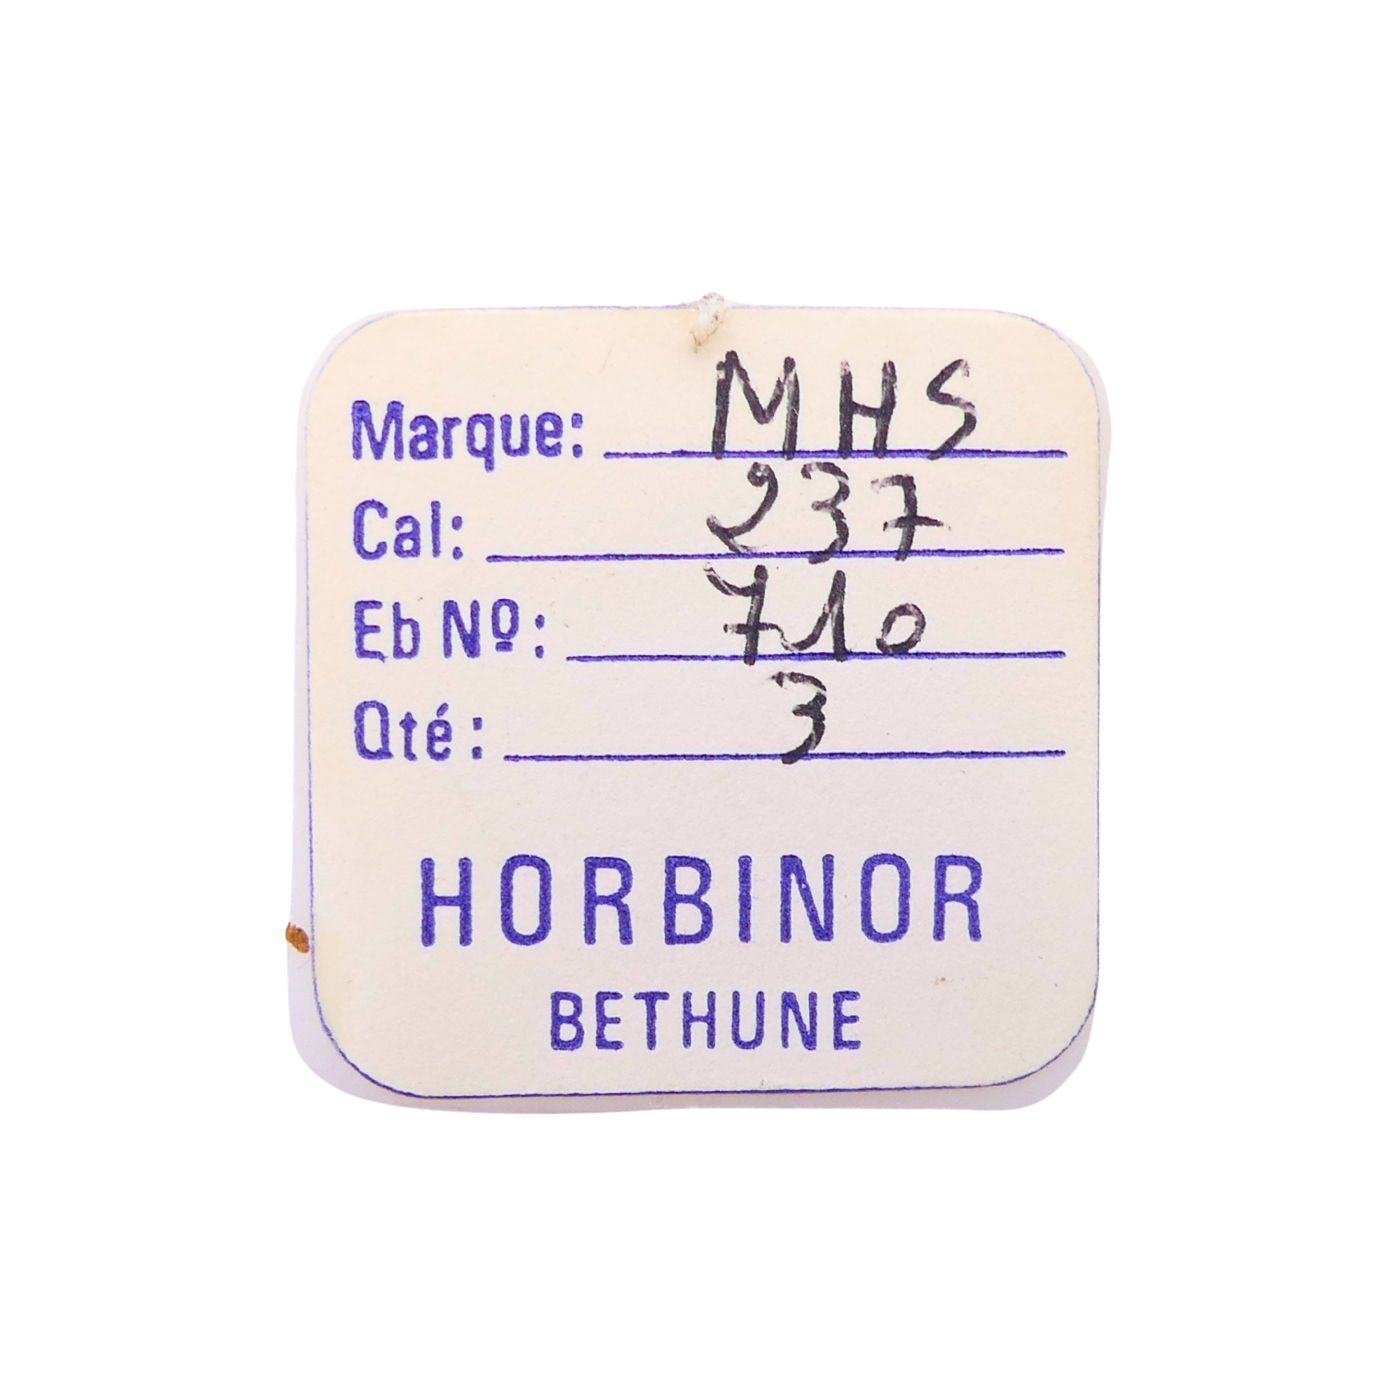 Marque: MHS
Cal: 237
Eb Nº: 710
Qté: 3
HORBINOR
BETHUNE